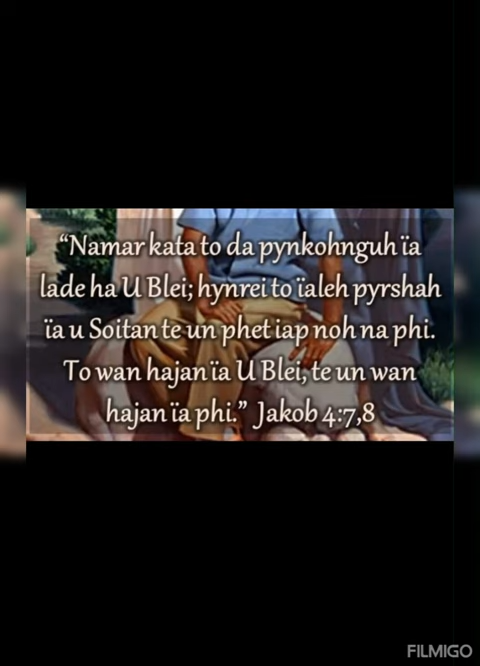 “Namar kata to da pynkohnguh ïa
lade ha U Blei; hynrei to ïaleh pyrshah
ïa u Soitan te un phet iap noh na phi.
To wan hajan ïa U Blei, te un wan
hajan ïa phi.” Jakob 4:7,8
FILMIGO